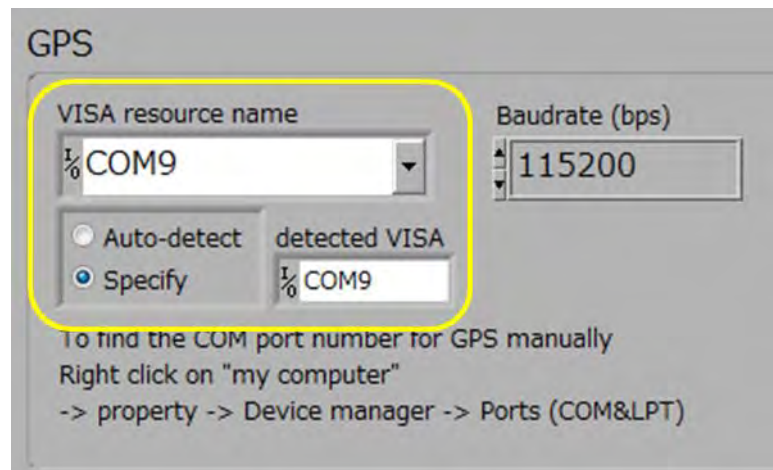 GPS
VISA resource name
Baudrate (bps)
I/O COM9
115200
Auto-detect
detected VISA
Specify
I/O COM9
To find the COM port number for GPS manually
Right click on "my computer"
-> property -> Device manager -> Ports (COM&LPT)